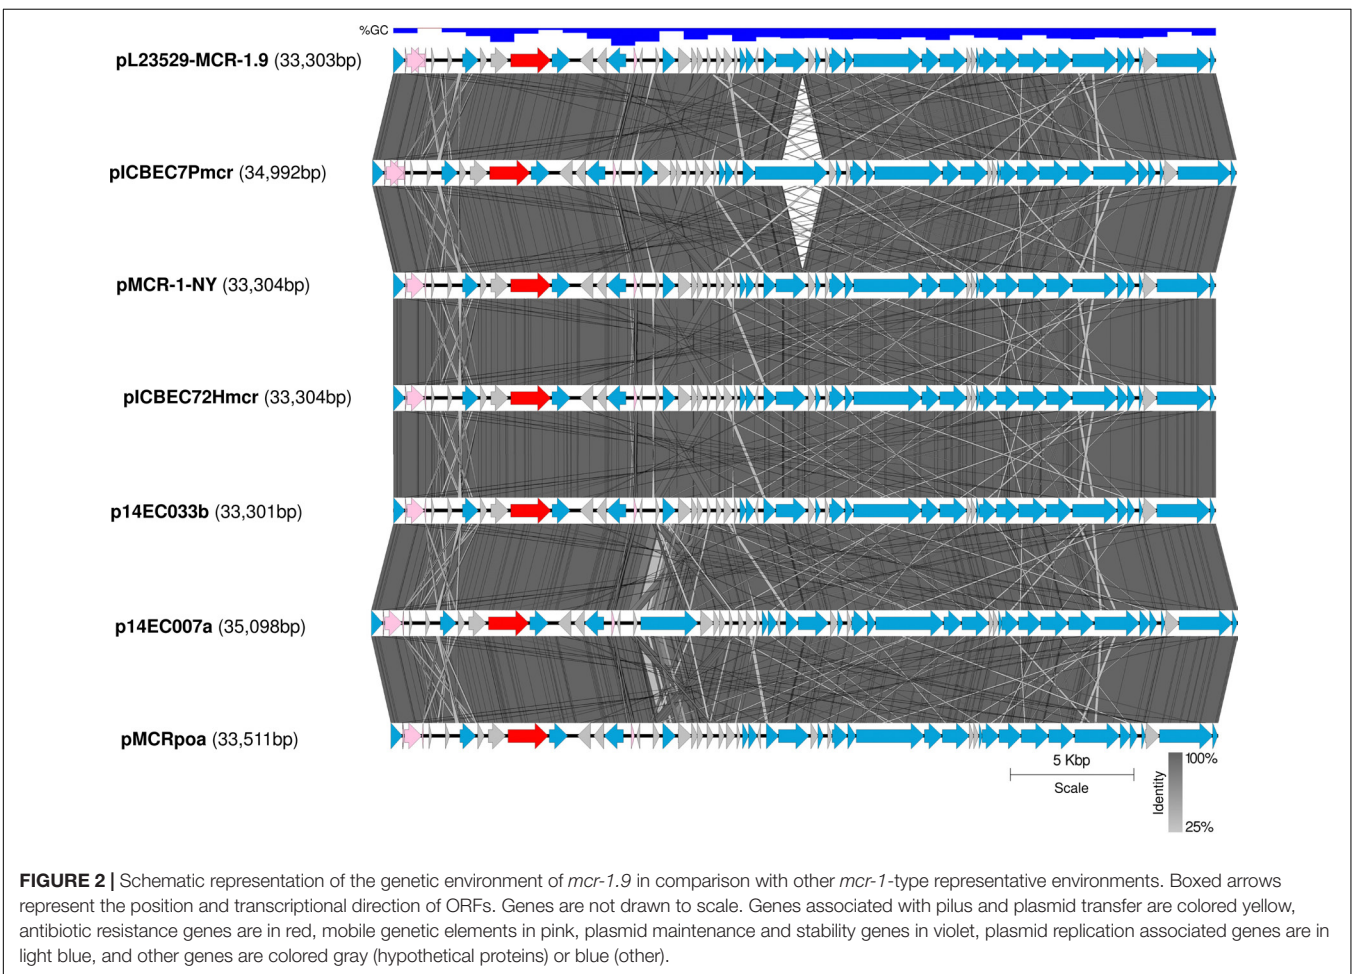 %GC
pL23529-MCR-1.9 (33,303bp)
pICBEC7Pmcr (34,992bp)
pMCR-1-NY (33,304bp)
pICBEC72Hmcr (33,304bp)
p14EC033b (33,301bp)
p14EC007a (35,098bp)
pMCRpoa (33,511bp)
5 Kbp
Scale
Identity
100%
25%
FIGURE 2 | Schematic representation of the genetic environment of mcr-1.9 in comparison with other mcr-1-type representative environments. Boxed arrows
represent the position and transcriptional direction of ORFs. Genes are not drawn to scale. Genes associated with pilus and plasmid transfer are colored yellow,
antibiotic resistance genes are in red, mobile genetic elements in pink, plasmid maintenance and stability genes in violet, plasmid replication associated genes are in
light blue, and other genes are colored gray (hypothetical proteins) or blue (other).